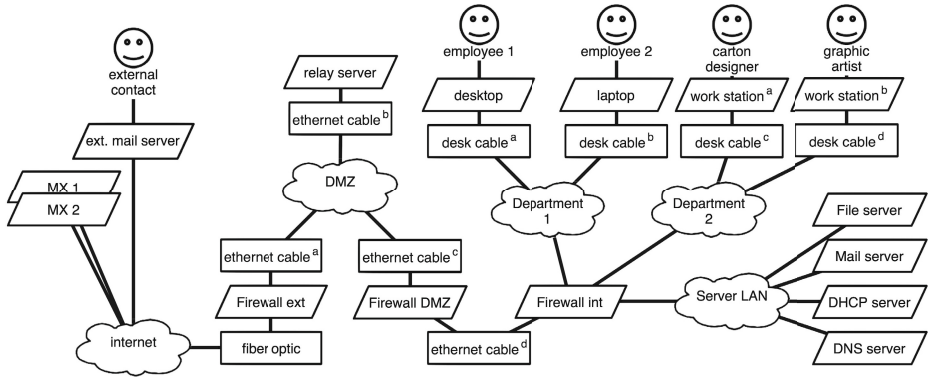 employee 1
employee 2
carton
designer
graphic
artist
external
contact
relay server
desktop
laptop
work station a
work station b
ethernet cable b
ext. mail server
desk cable a
desk cable b
desk cable c
desk cable d
DMZ
MX 1
MX 2
Department
1
Department
2
File server
ethernet cable a
ethernet cable c
Mail server
Firewall ext
Firewall DMZ
Firewall int
Server LAN
DHCP server
internet
fiber optic
ethernet cable d
DNS server